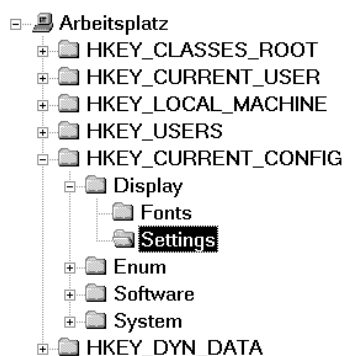 Arbeitsplatz
HKEY_CLASSES_ROOT
HKEY_CURRENT_USER
HKEY_LOCAL_MACHINE
HKEY_USERS
HKEY_CURRENT_CONFIG
Display
Fonts
Settings
Enum
Software
System
HKEY_DYN_DATA